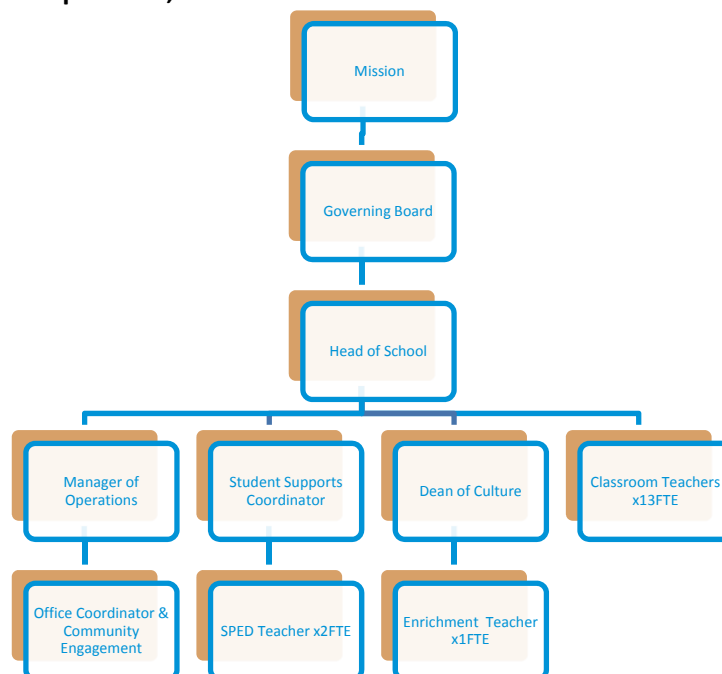 Mission
Governing Board
Head of School
Manager of
Operations
Student Supports
Coordinator
Dean of Culture
Classroom Teachers
x13FTE
Office Coordinator &
Community
Engagement
SPED Teacher x2FTE
Enrichment  Teacher
x1FTE